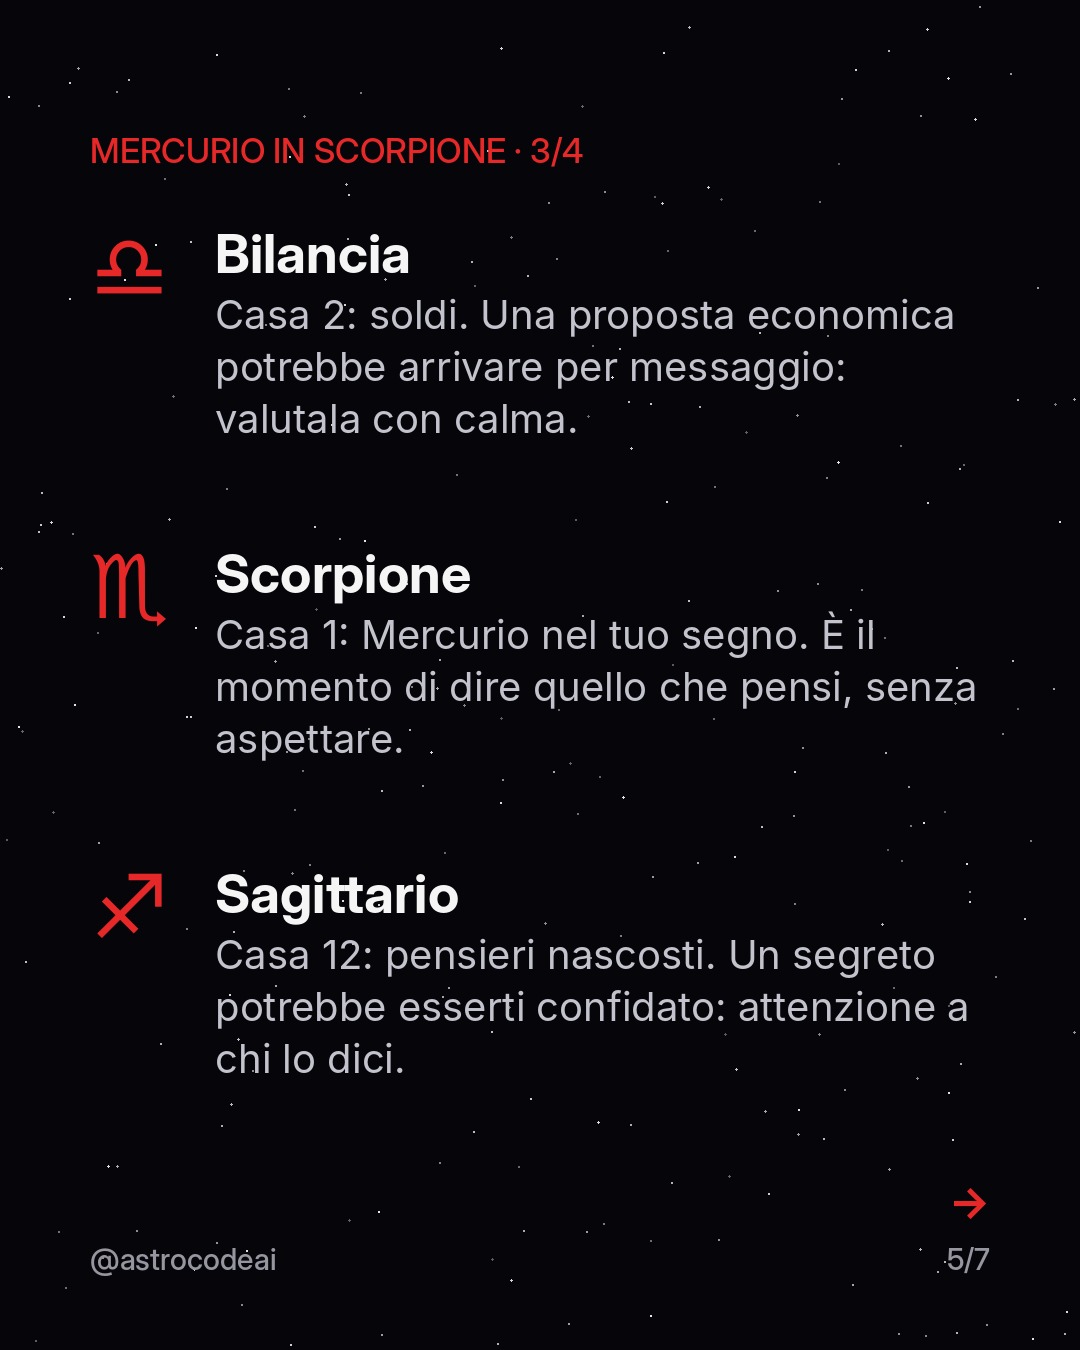 MERCURIO IN SCORPIONE · 3/4
♎ Bilancia
Casa 2: soldi. Una proposta economica
potrebbe arrivare per messaggio:
valutala con calma.
♏ Scorpione
Casa 1: Mercurio nel tuo segno. È il
momento di dire quello che pensi, senza
aspettare.
♐ Sagittario
Casa 12: pensieri nascosti. Un segreto
potrebbe esserti confidato: attenzione a
chi lo dici.
→
@astrocodeai
5/7